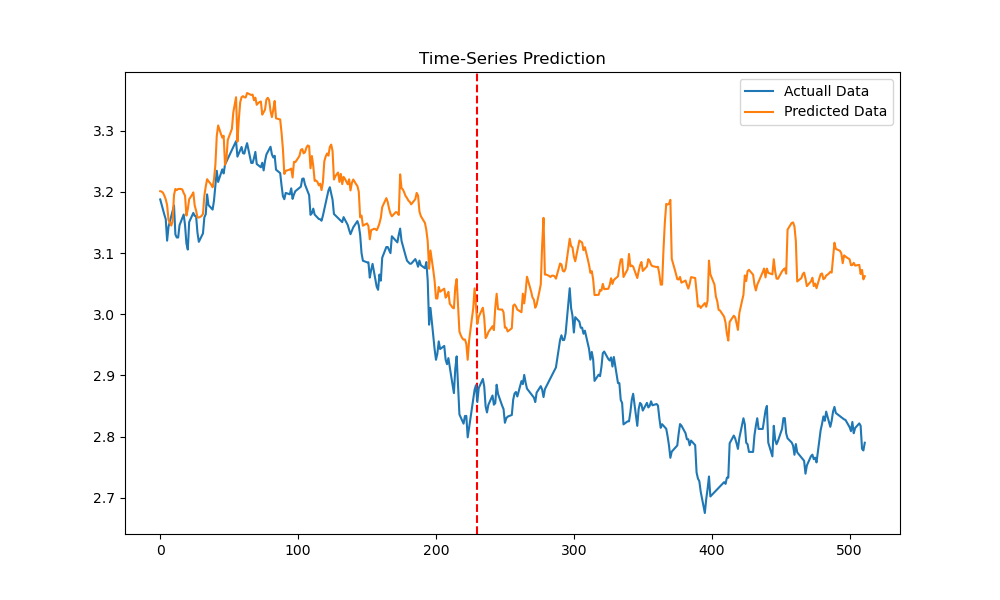 Time-Series Prediction
Actuall Data
Predicted Data
3.3
3.2
3.1
3.0
2.9
2.8
2.7
0 100 200 300 400 500